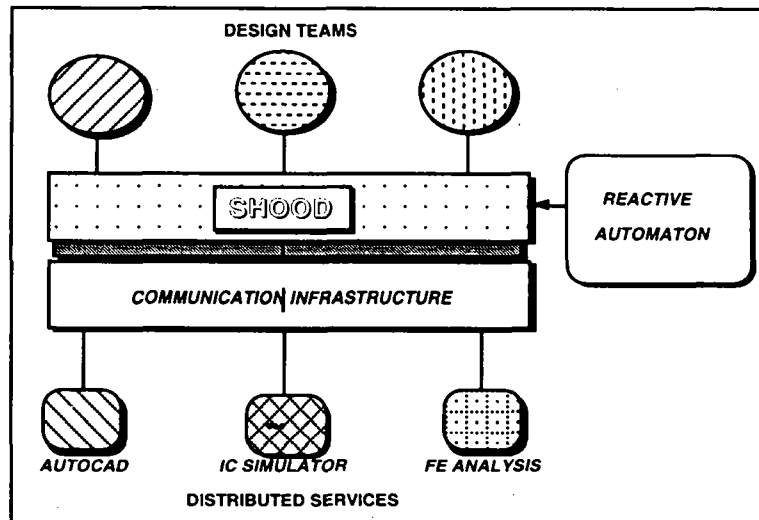 DESIGN TEAMS
SHOOD
REACTIVE
AUTOMATON
COMMUNICATION INFRASTRUCTURE
AUTOCAD
IC SIMULATOR
FE ANALYSIS
DISTRIBUTED SERVICES